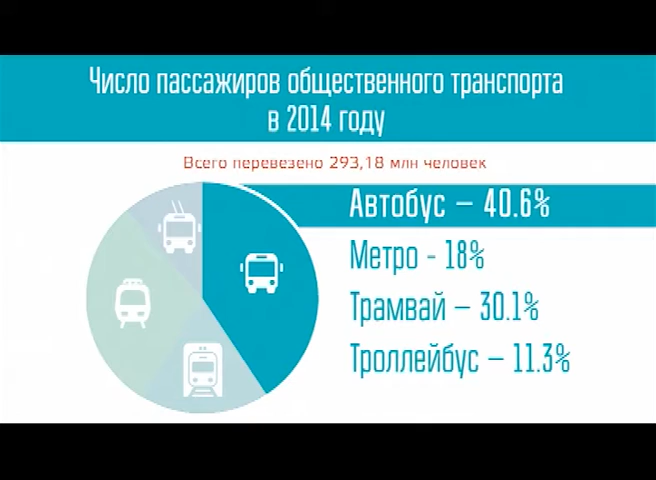 Число пассажиров общественного транспорта
в 2014 году
Всего перевезено 293,18 млн человек
Автобус – 40.6%
Метро - 18%
Трамвай – 30.1%
Троллейбус – 11.3%